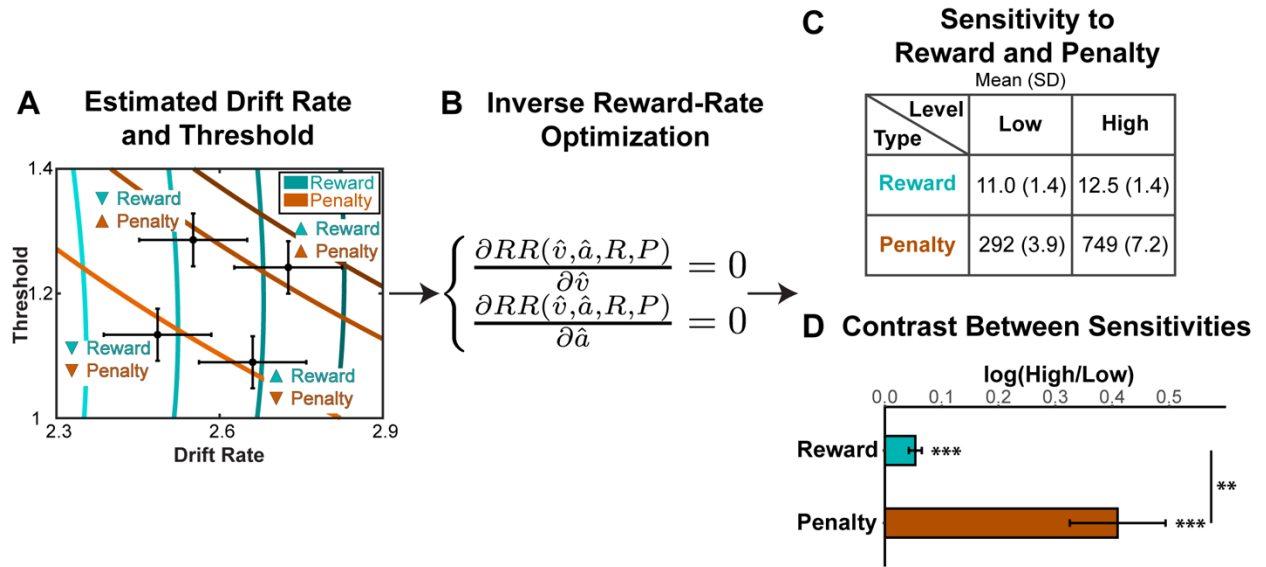 A Estimated Drift Rate
and Threshold
1.4
1.2
1
Threshold
2.3
2.6
2.9
Drift Rate
Reward
Penalty
▼ Reward
▲ Penalty
▲ Reward
▲ Penalty
▼ Reward
▼ Penalty
▲ Reward
▼ Penalty
B Inverse Reward-Rate
Optimization
∂RR(v̂,â,R,P)
∂v̂
= 0
∂RR(v̂,â,R,P)
∂â
= 0
C Sensitivity to
Reward and Penalty
Mean (SD)
Level
Type
Low
High
Reward
11.0 (1.4)
12.5 (1.4)
Penalty
292 (3.9)
749 (7.2)
D Contrast Between Sensitivities
log(High/Low)
0.0
0.1
0.2
0.3
0.4
0.5
Reward
***
**
Penalty
***